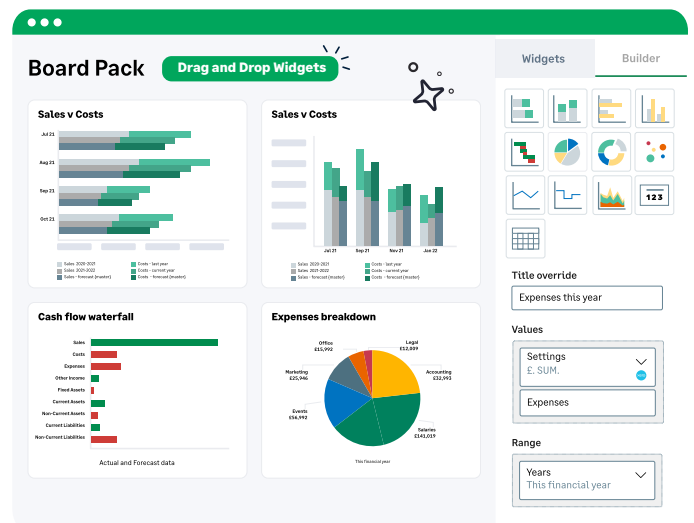 Board Pack
Drag and Drop Widgets
Widgets
Builder
Sales v Costs
Jul 21
Aug 21
Sep 21
Oct 21
Sales 2020-2021
Sales 2021-2022
Sales - forecast (master)
Costs - last year
Costs - current year
Costs - forecast (master)
Sales v Costs
Jul 21
Sep 21
Nov 21
Jan 22
Sales 2020-2021
Sales 2021-2022
Sales - forecast (master)
Costs - last year
Costs - current year
Costs - forecast (master)
Cash flow waterfall
Sales
Costs
Expenses
Other Income
Fixed Assets
Current Assets
Non-Current Assets
Current Liabilities
Non-Current Liabilities
Actual and Forecast data
Expenses breakdown
Office
£15,992
Legal
£12,009
Marketing
£25,946
Accounting
£32,993
Events
£56,992
Salaries
£141,019
This financial year
123
Title override
Expenses this year
Values
Settings
£. SUM.
Expenses
Range
Years
This financial year